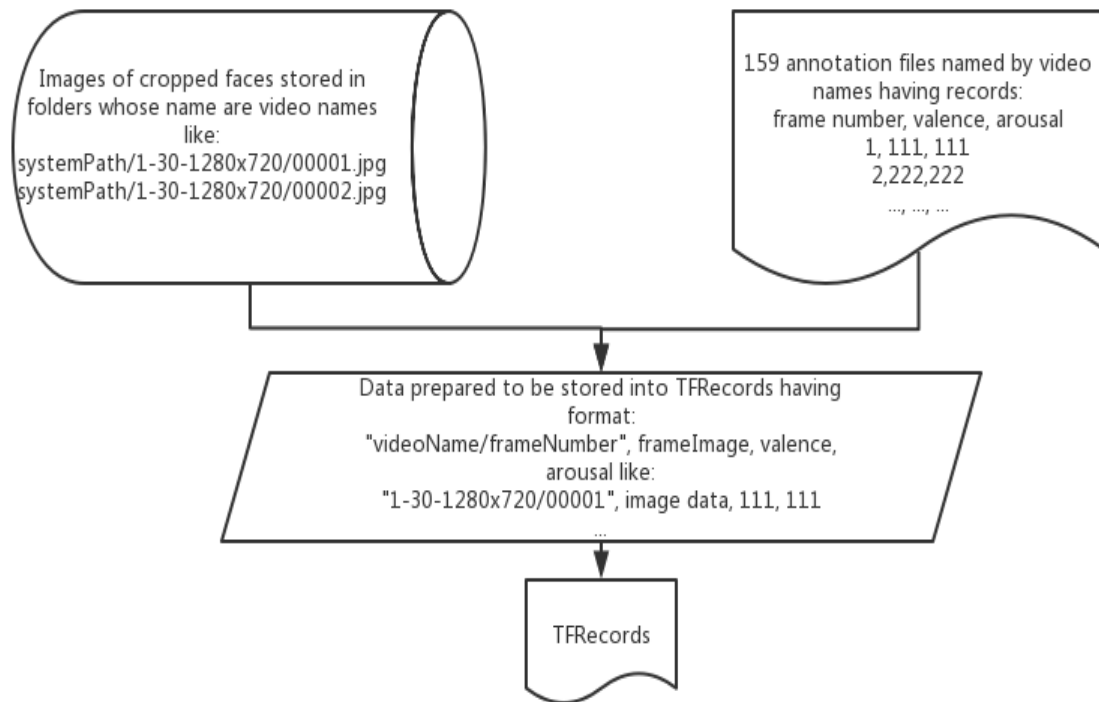 Images of cropped faces stored in
folders whose name are video names
like:
systemPath/1-30-1280x720/00001.jpg
systemPath/1-30-1280x720/00002.jpg
159 annotation files named by video
names having records:
frame number, valence, arousal
1, 111, 111
2,222,222
..., ..., ...
Data prepared to be stored into TFRecords having
format:
"videoName/frameNumber", frameImage, valence,
arousal like:
"1-30-1280x720/00001", image data, 111, 111
...
TFRecords